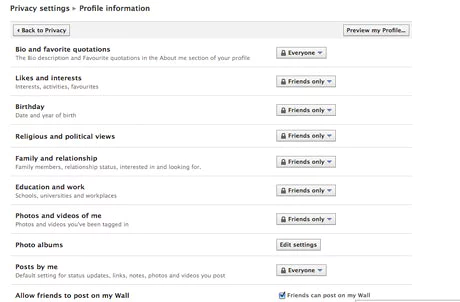 Privacy settings ▸ Profile information
‹ Back to Privacy Preview my Profile...
Bio and favorite quotations Everyone
The Bio description and Favourite quotations in the About me section of your profile
Likes and interests Friends only
Interests, activities, favourites
Birthday Friends only
Date and year of birth
Religious and political views Friends only
Family and relationship Friends only
Family members, relationship status, interested in and looking for.
Education and work Friends only
Schools, universities and workplaces
Photos and videos of me Friends only
Photos and videos you've been tagged in
Photo albums Edit settings
Posts by me Everyone
Default setting for status updates, links, notes, photos and videos you post
Allow friends to post on my Wall Friends can post on my Wall